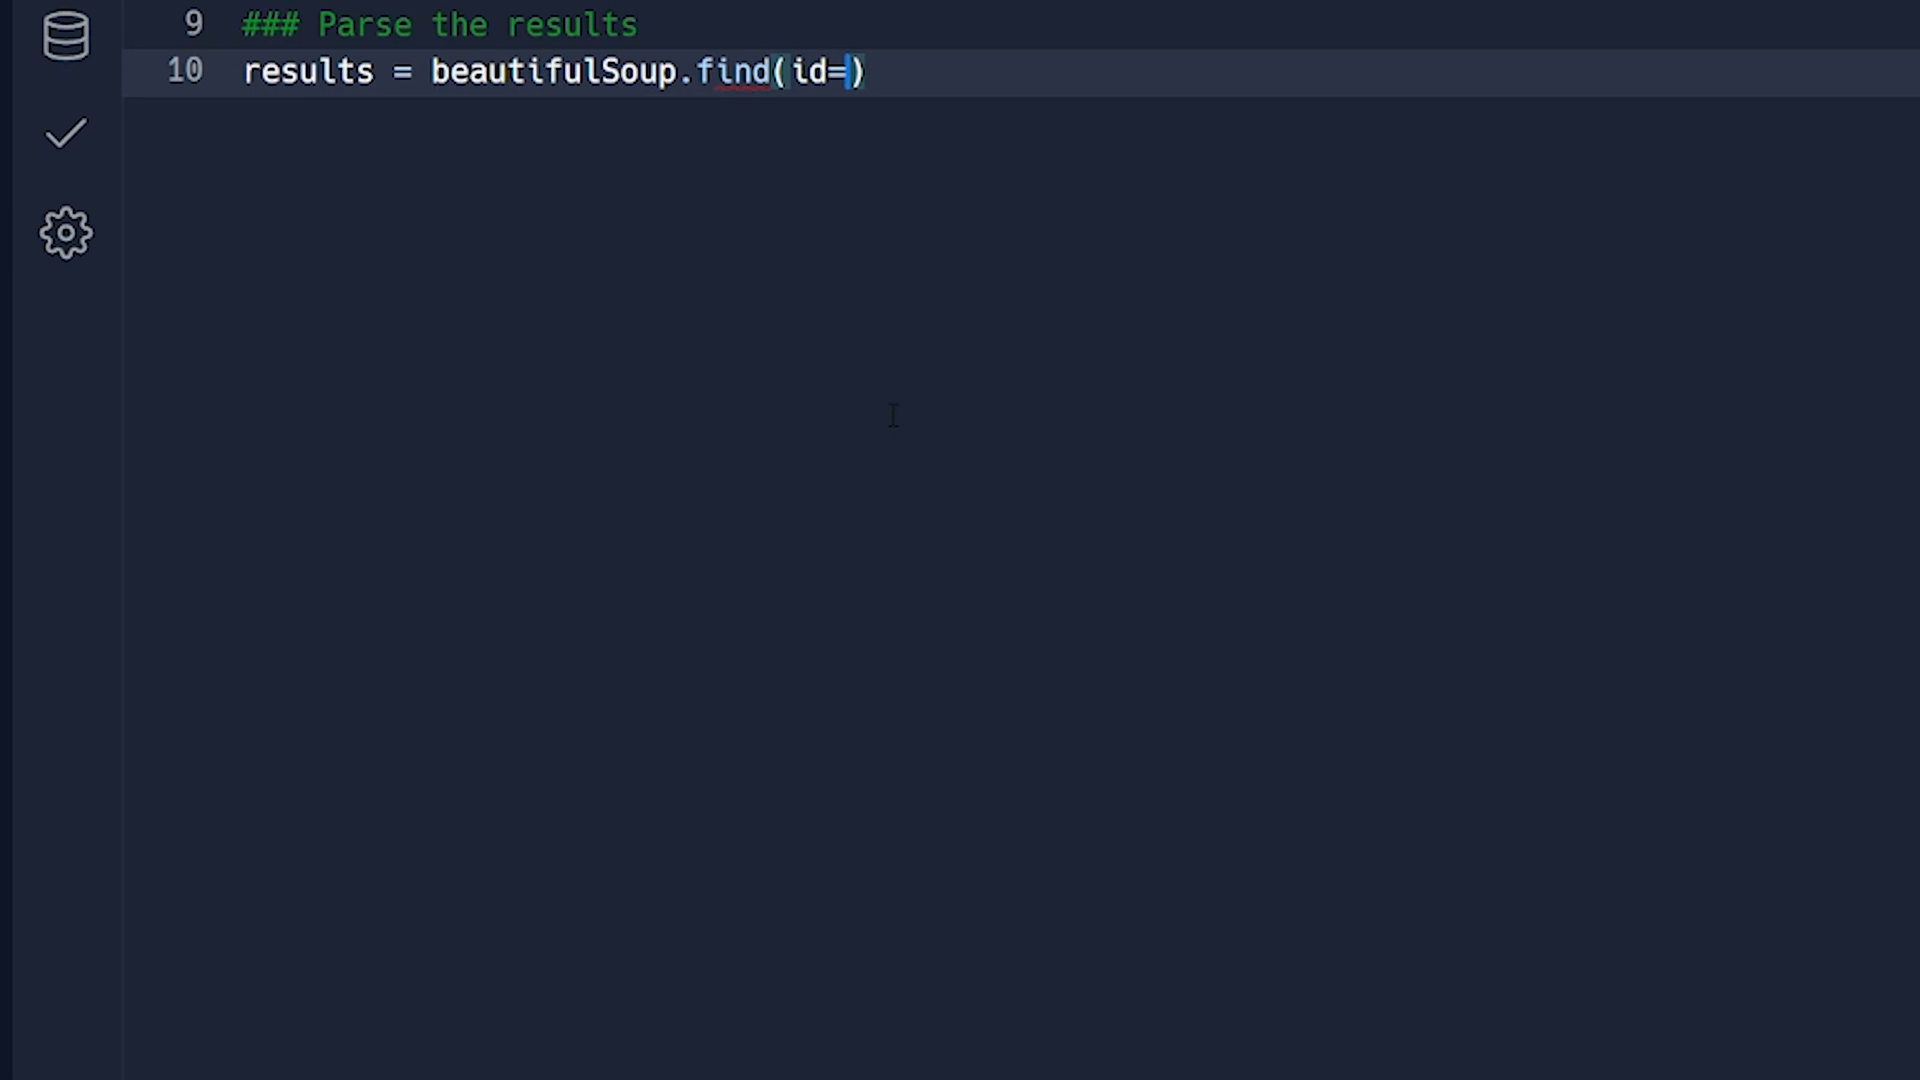 9 ### Parse the results
10 results = beautifulSoup.find(id=)